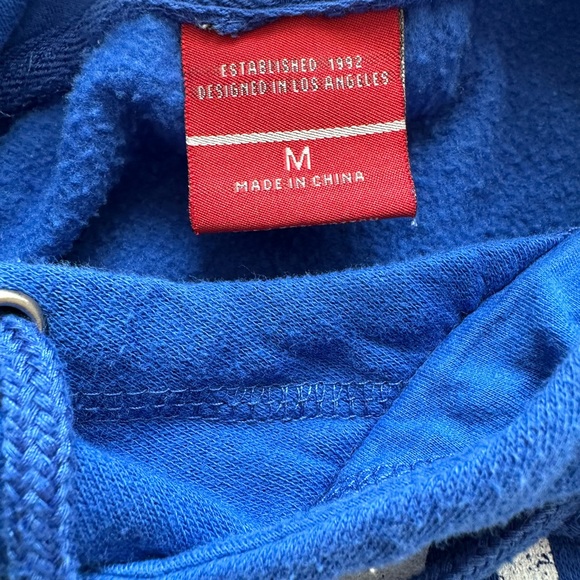 ESTABLISHED 1992
DESIGNED IN LOS ANGELES
M
MADE IN CHINA